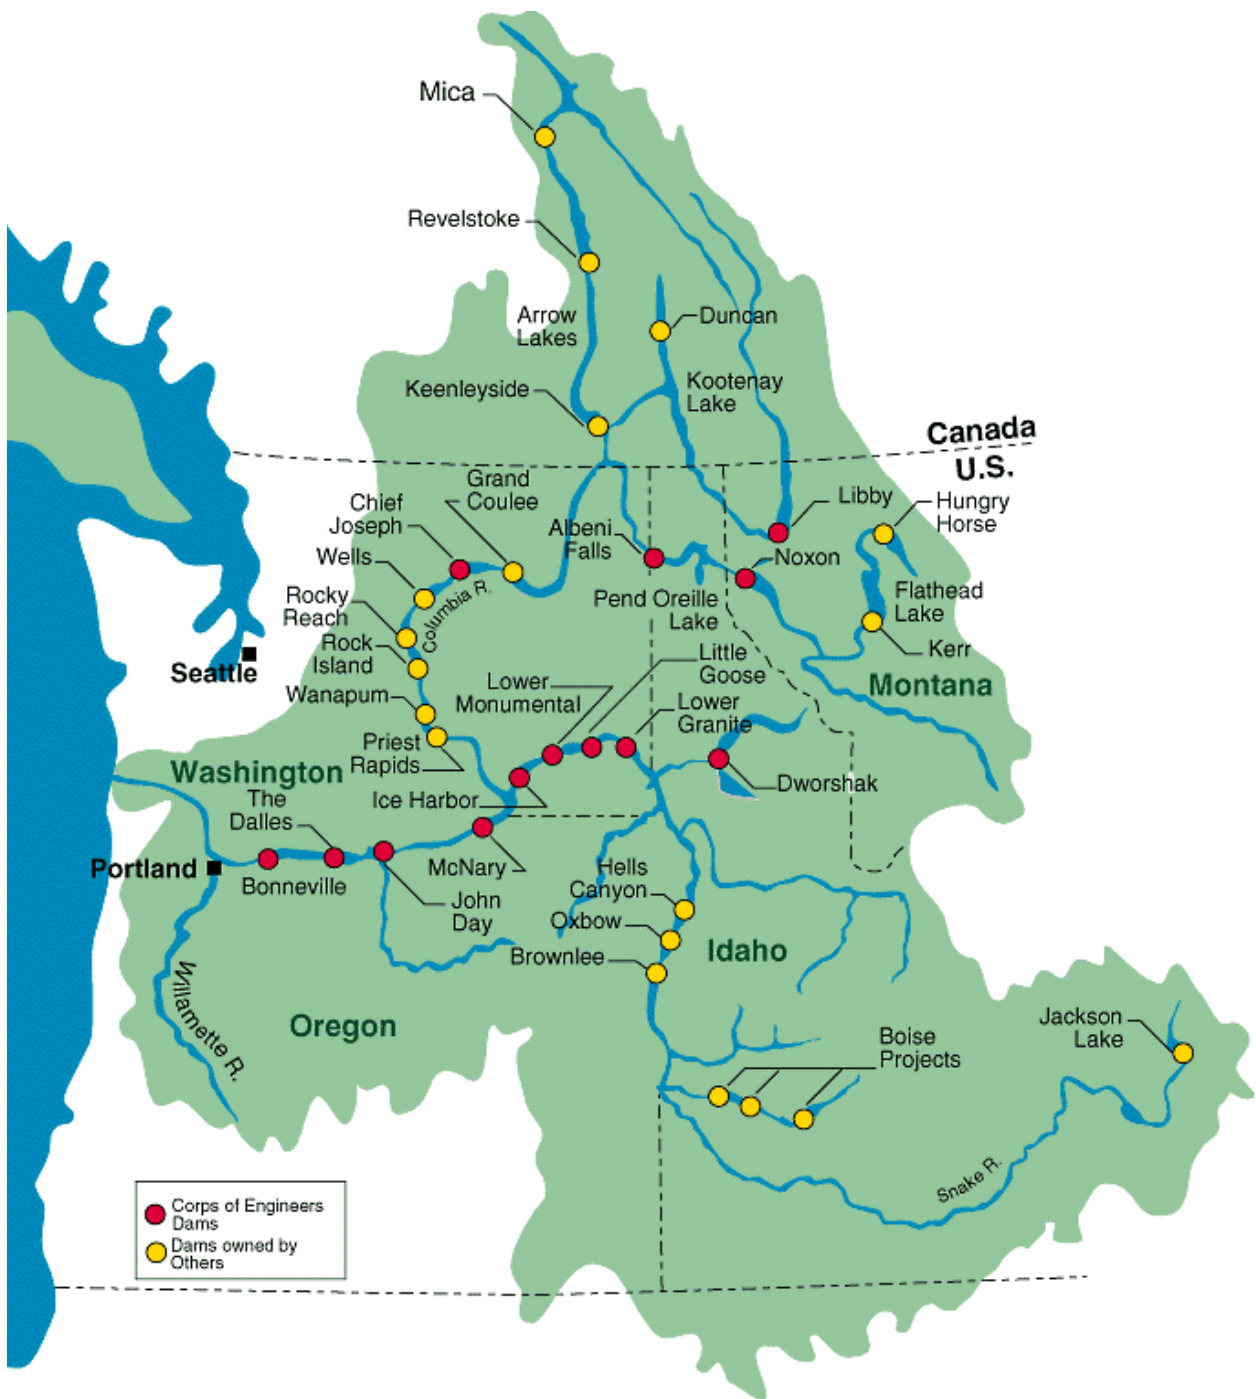 Mica
Revelstoke
Arrow
Lakes
Duncan
Keenleyside
Kootenay
Lake
Canada
U.S.
Grand
Coulee
Chief
Joseph
Libby
Hungry
Horse
Albeni
Falls
Wells
Noxon
Columbia R.
Rocky
Reach
Pend Oreille
Lake
Flathead
Lake
Rock
Island
Kerr
Seattle
Little
Goose
Wanapum
Lower
Monumental
Lower
Granite
Montana
Priest
Rapids
Washington
Ice Harbor
Dworshak
The
Dalles
Portland
Bonneville
McNary
John
Day
Hells
Canyon
Oxbow
Brownlee
Idaho
Willamette R.
Oregon
Boise
Projects
Jackson
Lake
Snake R.
Corps of Engineers
Dams
Dams owned by
Others